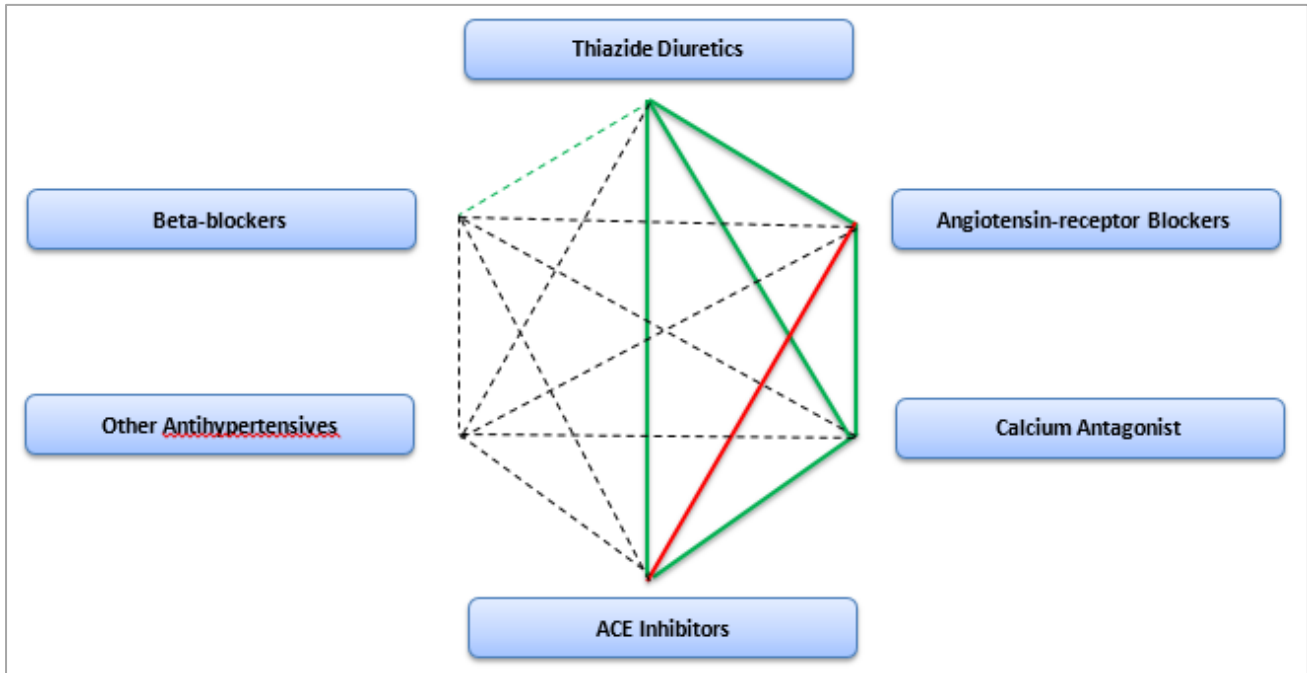 Thiazide Diuretics
Beta-blockers
Angiotensin-receptor Blockers
Other Antihypertensives
Calcium Antagonist
ACE Inhibitors